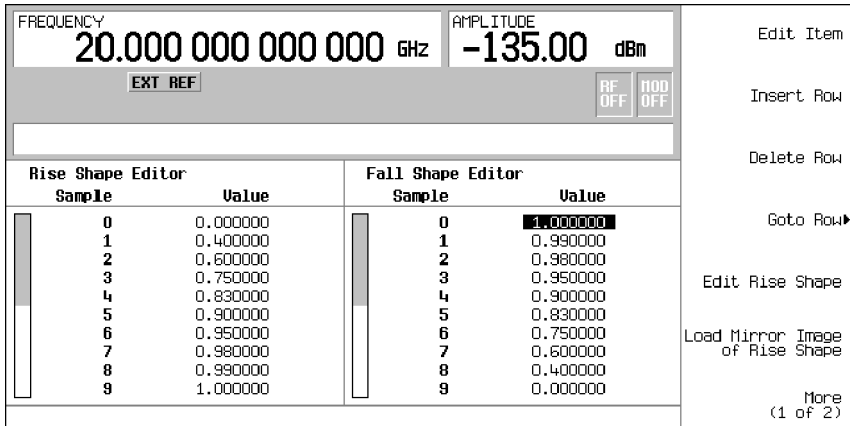 FREQUENCY
20.000 000 000 000 GHz
AMPLITUDE
-135.00 dBm
EXT REF
RF OFF
MOD OFF
Rise Shape Editor
Sample Value
0 0.000000
1 0.400000
2 0.600000
3 0.750000
4 0.830000
5 0.900000
6 0.950000
7 0.980000
8 0.990000
9 1.000000
Fall Shape Editor
Sample Value
0 1.000000
1 0.990000
2 0.980000
3 0.950000
4 0.900000
5 0.830000
6 0.750000
7 0.600000
8 0.400000
9 0.000000
Edit Item
Insert Row
Delete Row
Goto Row
Edit Rise Shape
Load Mirror Image
of Rise Shape
More
(1 of 2)